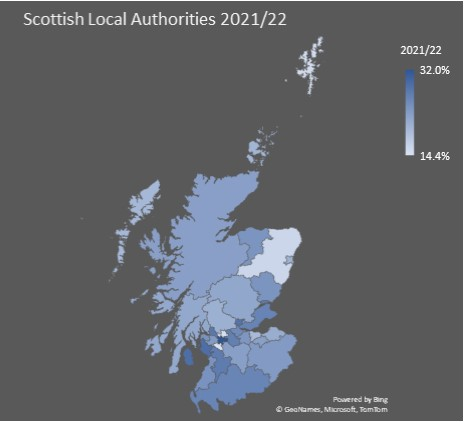 Scottish Local Authorities 2021/22
2021/22
32.0%
14.4%
Powered by Bing
© GeoNames, Microsoft, TomTom